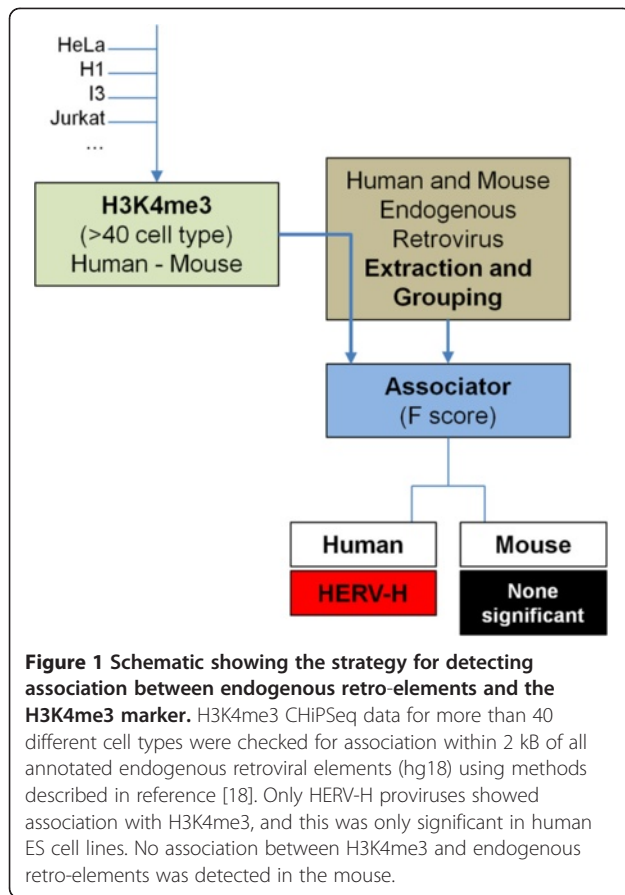 HeLa
H1
I3
Jurkat
...
H3K4me3
(>40 cell type)
Human - Mouse
Human and Mouse
Endogenous
Retrovirus
Extraction and
Grouping
Associator
(F score)
Human
Mouse
HERV-H
None
significant
Figure 1 Schematic showing the strategy for detecting
association between endogenous retro-elements and the
H3K4me3 marker. H3K4me3 CHiPSeq data for more than 40
different cell types were checked for association within 2 kB of all
annotated endogenous retroviral elements (hg18) using methods
described in reference [18]. Only HERV-H proviruses showed
association with H3K4me3, and this was only significant in human
ES cell lines. No association between H3K4me3 and endogenous
retro-elements was detected in the mouse.